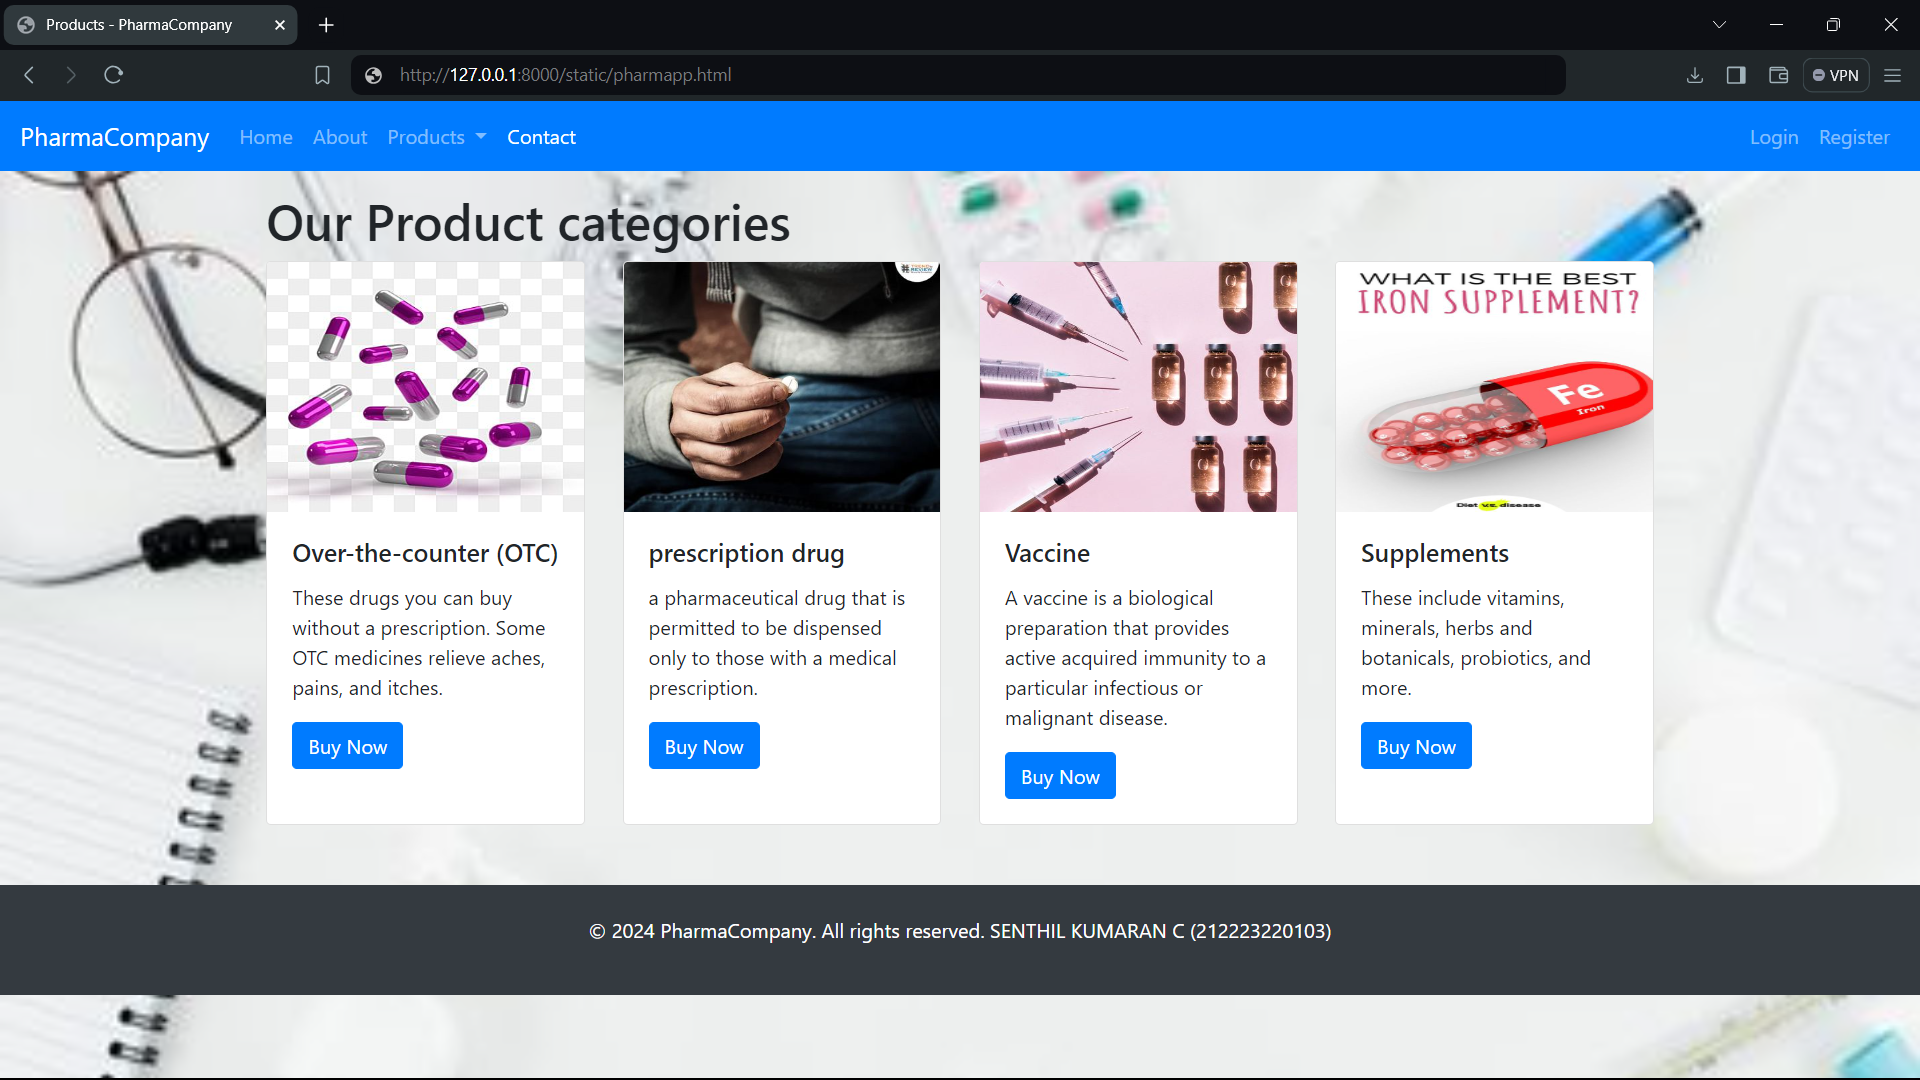 Products - PharmaCompany
http://127.0.0.1:8000/static/pharmapp.html
VPN
PharmaCompany Home About Products Contact Login Register
Our Product categories
WHAT IS THE BEST
IRON SUPPLEMENT?
Fe
Iron
Diet vs. disease
Over-the-counter (OTC)
These drugs you can buy
without a prescription. Some
OTC medicines relieve aches,
pains, and itches.
Buy Now
prescription drug
a pharmaceutical drug that is
permitted to be dispensed
only to those with a medical
prescription.
Buy Now
Vaccine
A vaccine is a biological
preparation that provides
active acquired immunity to a
particular infectious or
malignant disease.
Buy Now
Supplements
These include vitamins,
minerals, herbs and
botanicals, probiotics, and
more.
Buy Now
© 2024 PharmaCompany. All rights reserved. SENTHIL KUMARAN C (212223220103)